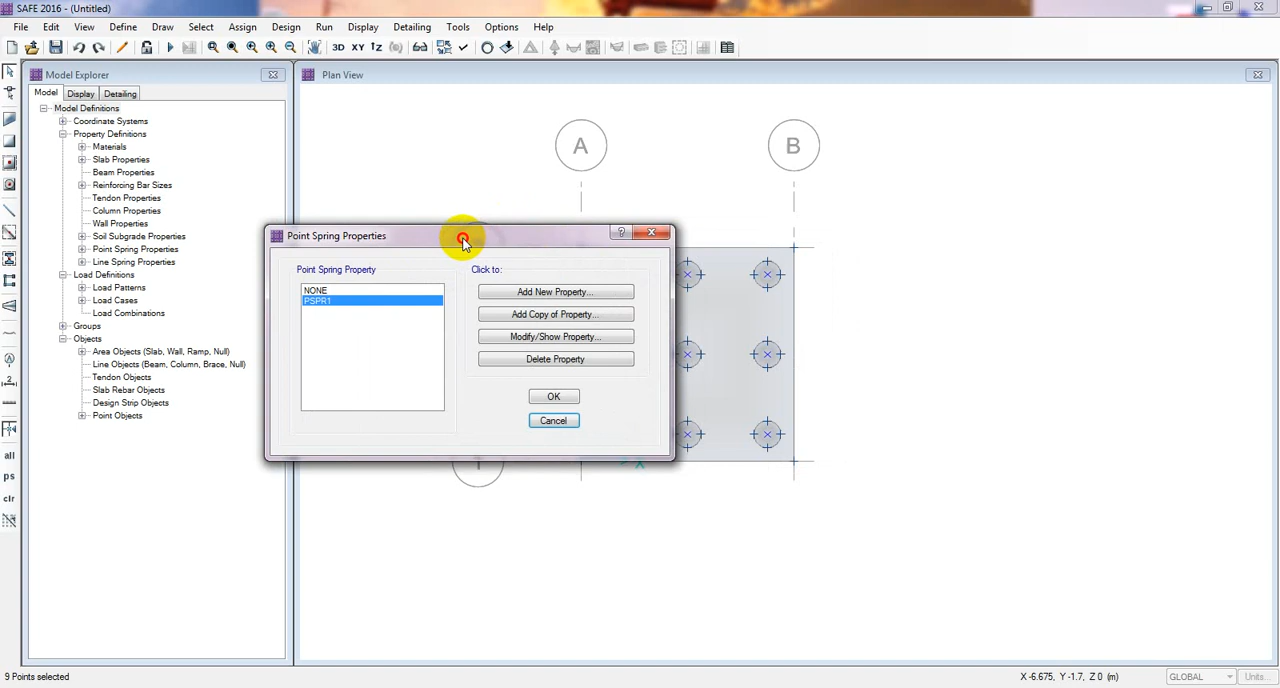 SAFE 2016 - (Untitled)
File Edit View Define Draw Select Assign Design Run Display Detailing Tools Options Help
3D XY
Model Explorer
Plan View
Model Display Detailing
Model Definitions
Coordinate Systems
Property Definitions
Materials
Slab Properties
Beam Properties
Reinforcing Bar Sizes
Tendon Properties
Column Properties
Wall Properties
Soil Subgrade Properties
Point Spring Properties
Line Spring Properties
Load Definitions
Load Patterns
Load Cases
Load Combinations
Groups
Objects
Area Objects (Slab, Wall, Ramp, Null)
Line Objects (Beam, Column, Brace, Null)
Tendon Objects
Slab Rebar Objects
Design Strip Objects
Point Objects
all
ps
clr
A
B
Point Spring Properties
Point Spring Property
Click to:
NONE
PSPR1
Add New Property...
Add Copy of Property...
Modify/Show Property...
Delete Property
OK
Cancel
X
9 Points selected
X -6.675, Y -1.7, Z 0 (m)
GLOBAL
Units...